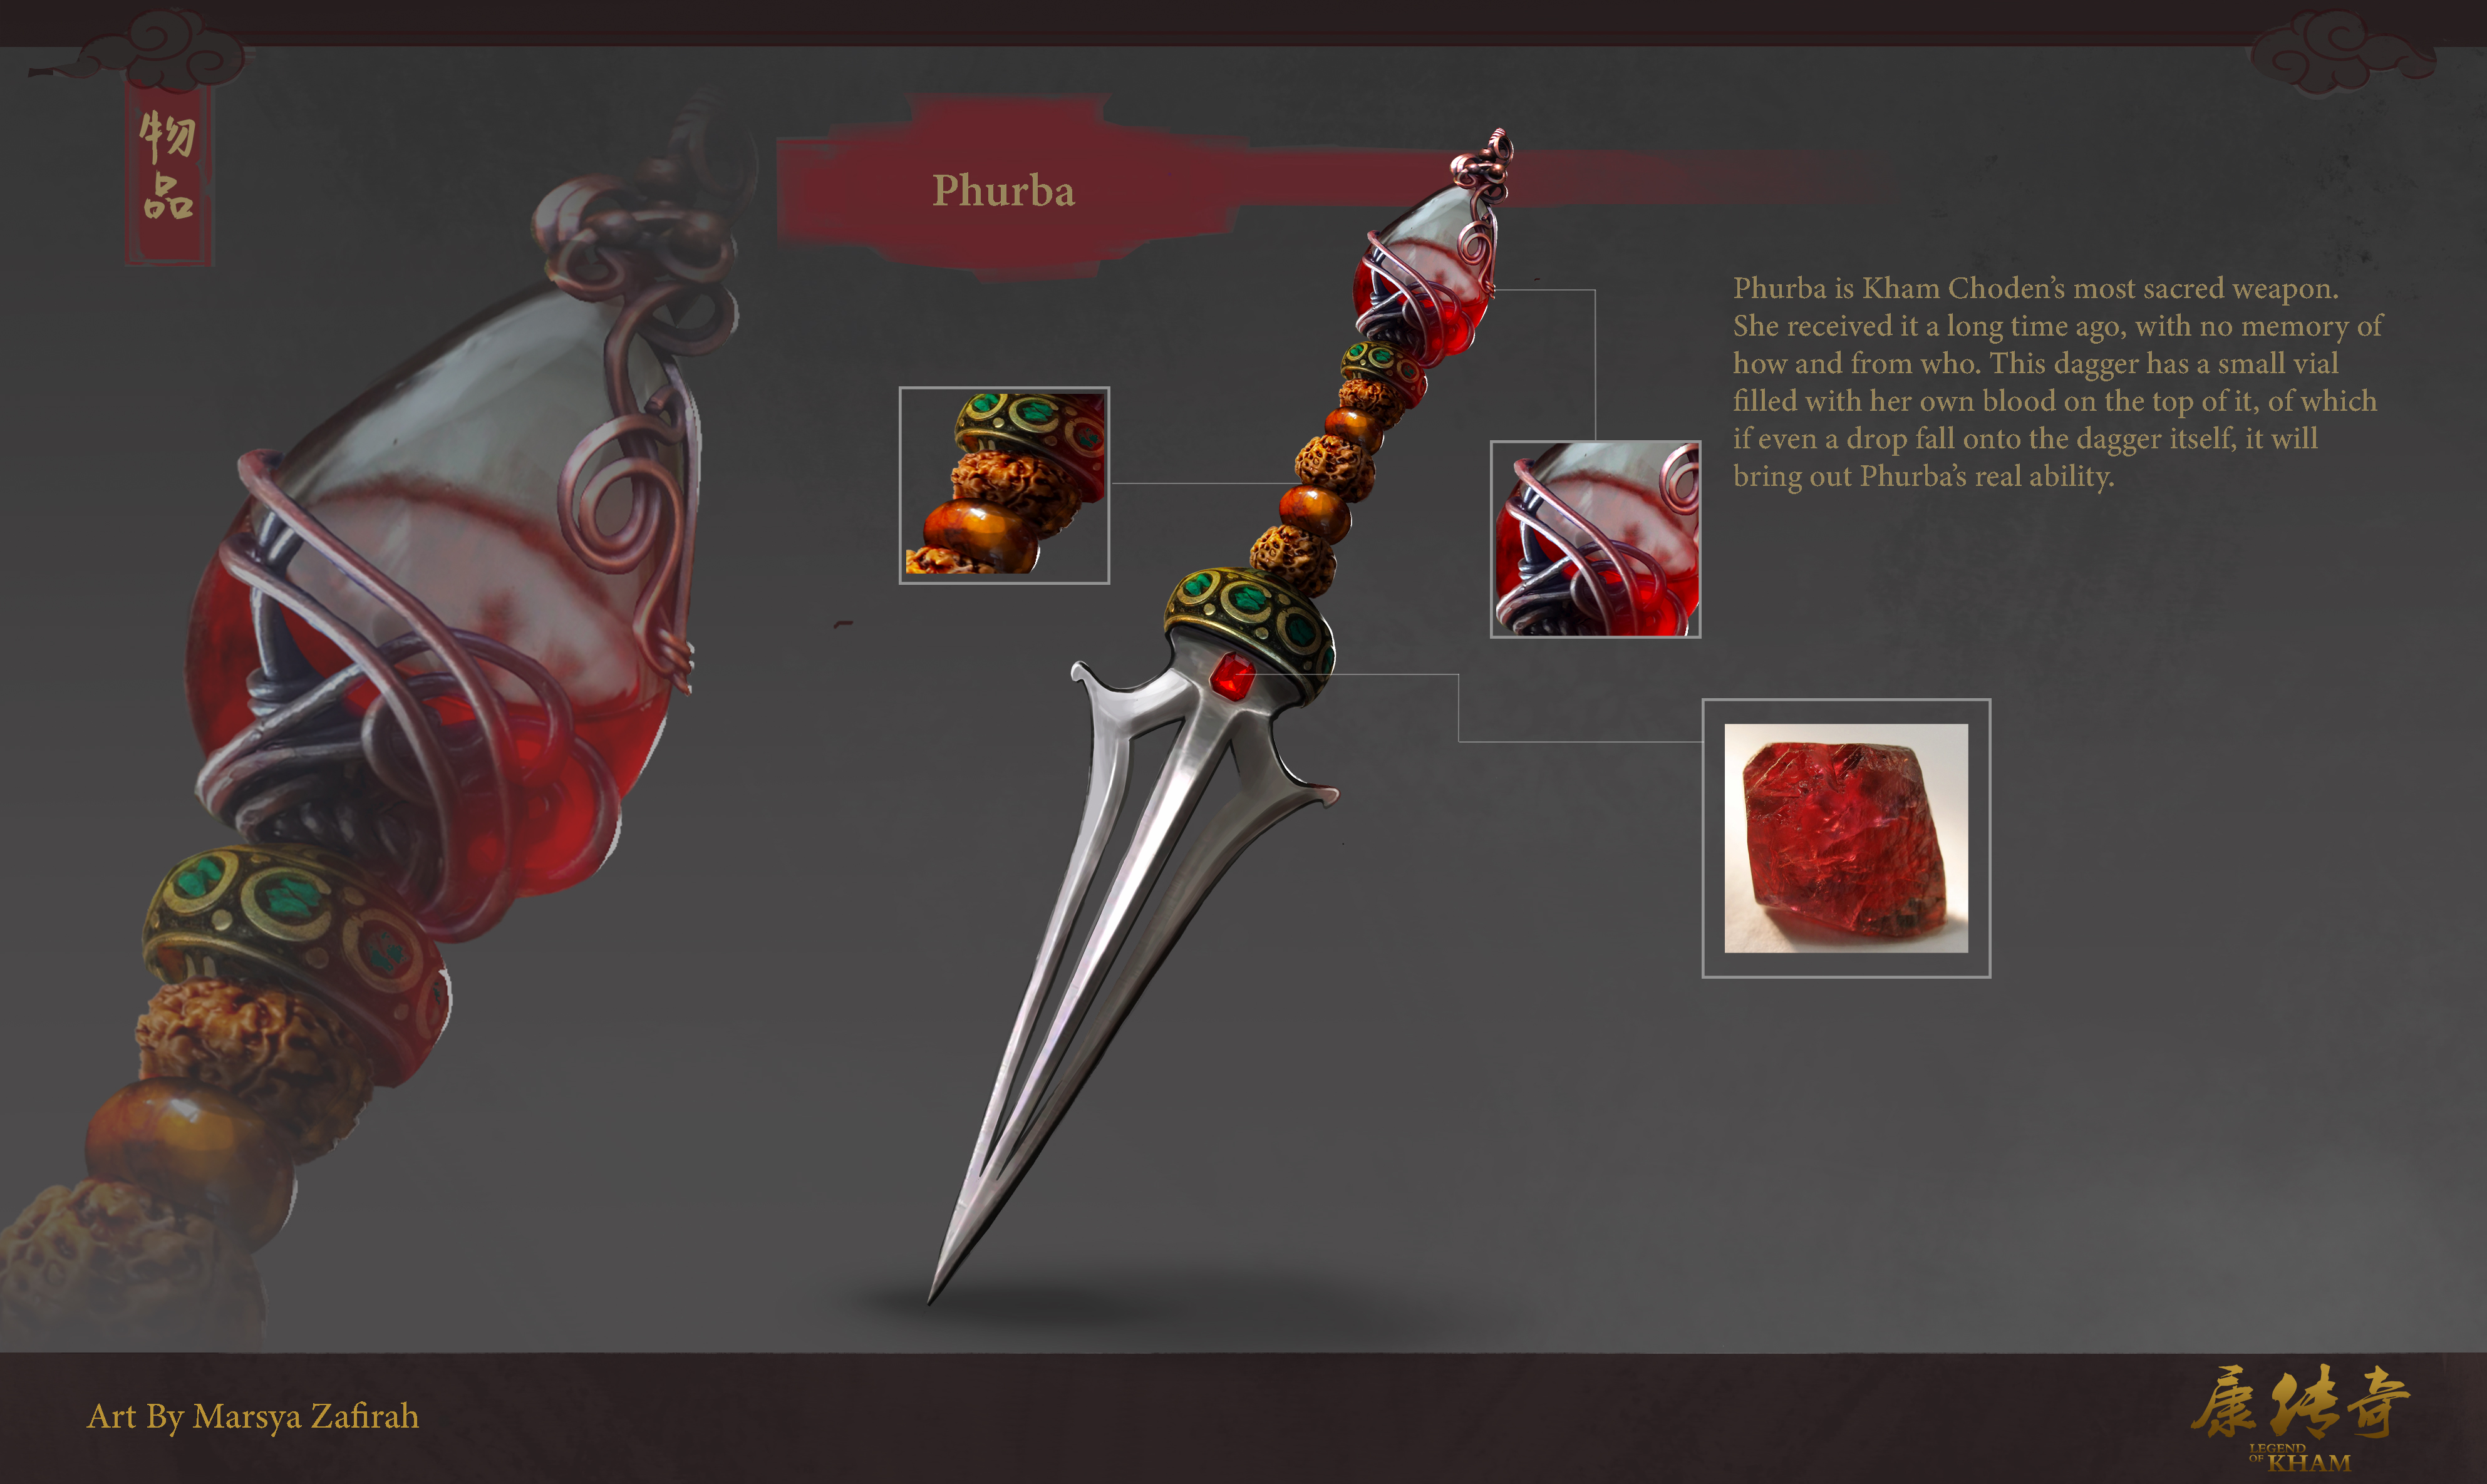 物
品
Phurba
Phurba is Kham Choden’s most sacred weapon.
She received it a long time ago, with no memory of
how and from who. This dagger has a small vial
filled with her own blood on the top of it, of which
if even a drop fall onto the dagger itself, it will
bring out Phurba’s real ability.
Art By Marsya Zafirah
康传奇
LEGEND
OF KHAM